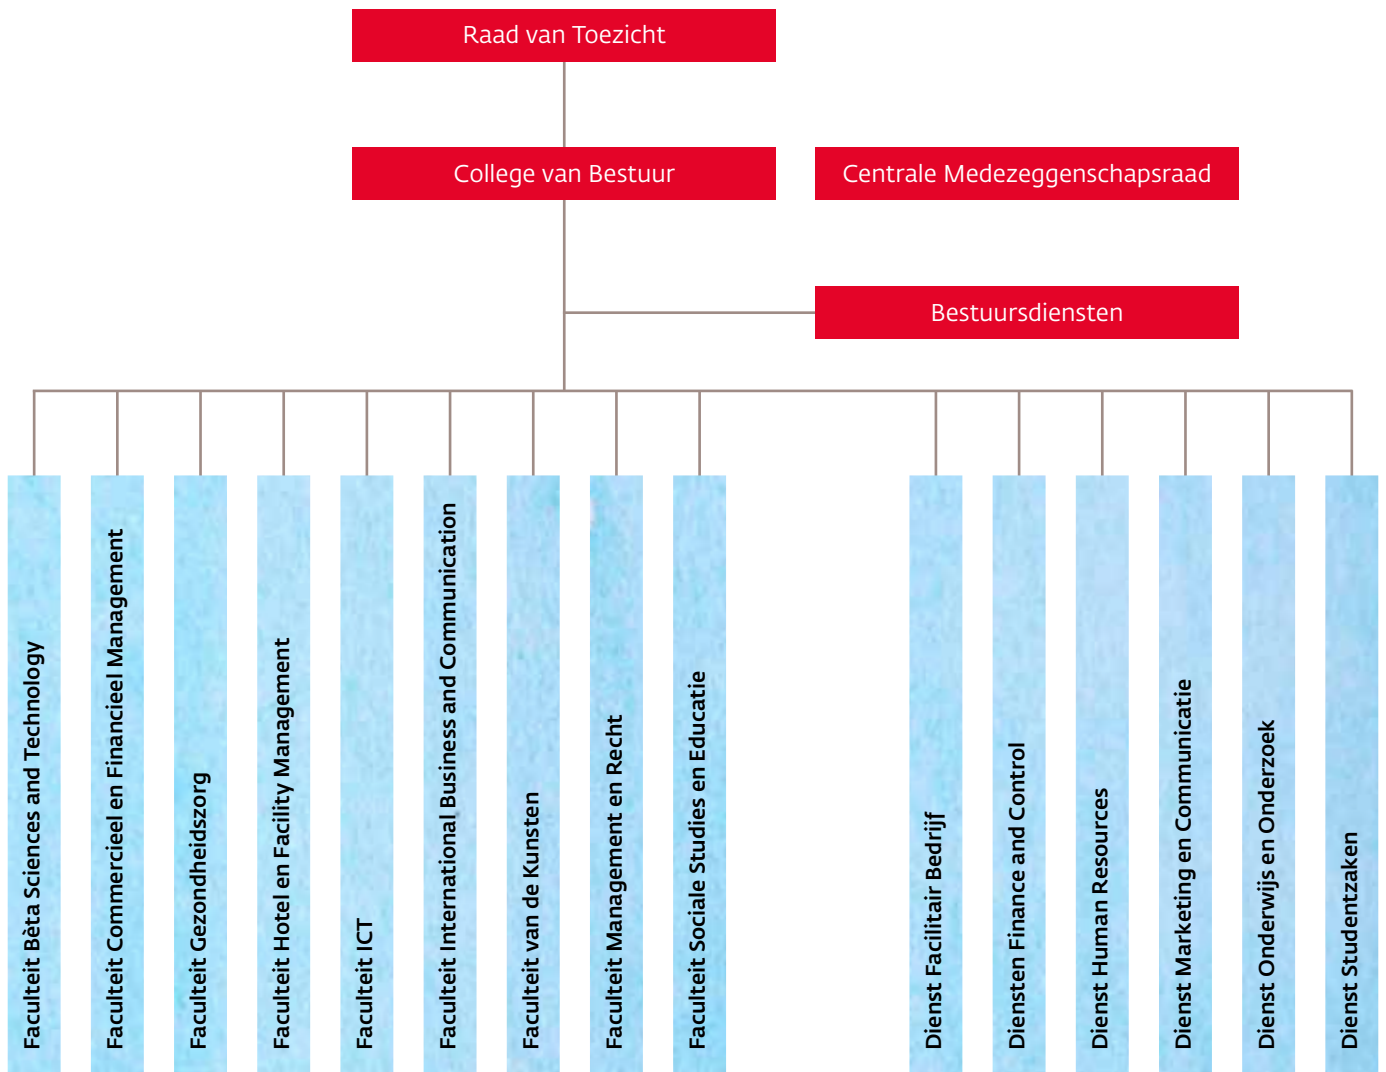 Raad van Toezicht
College van Bestuur
Centrale Medezeggenschapsraad
Bestuursdiensten
Faculteit Bèta Sciences and Technology
Faculteit Commercieel en Financieel Management
Faculteit Gezondheidszorg
Faculteit Hotel en Facility Management
Faculteit ICT
Faculteit International Business and Communication
Faculteit van de Kunsten
Faculteit Management en Recht
Faculteit Sociale Studies en Educatie
Dienst Facilitair Bedrijf
Diensten Finance and Control
Dienst Human Resources
Dienst Marketing en Communicatie
Dienst Onderwijs en Onderzoek
Dienst Studentzaken